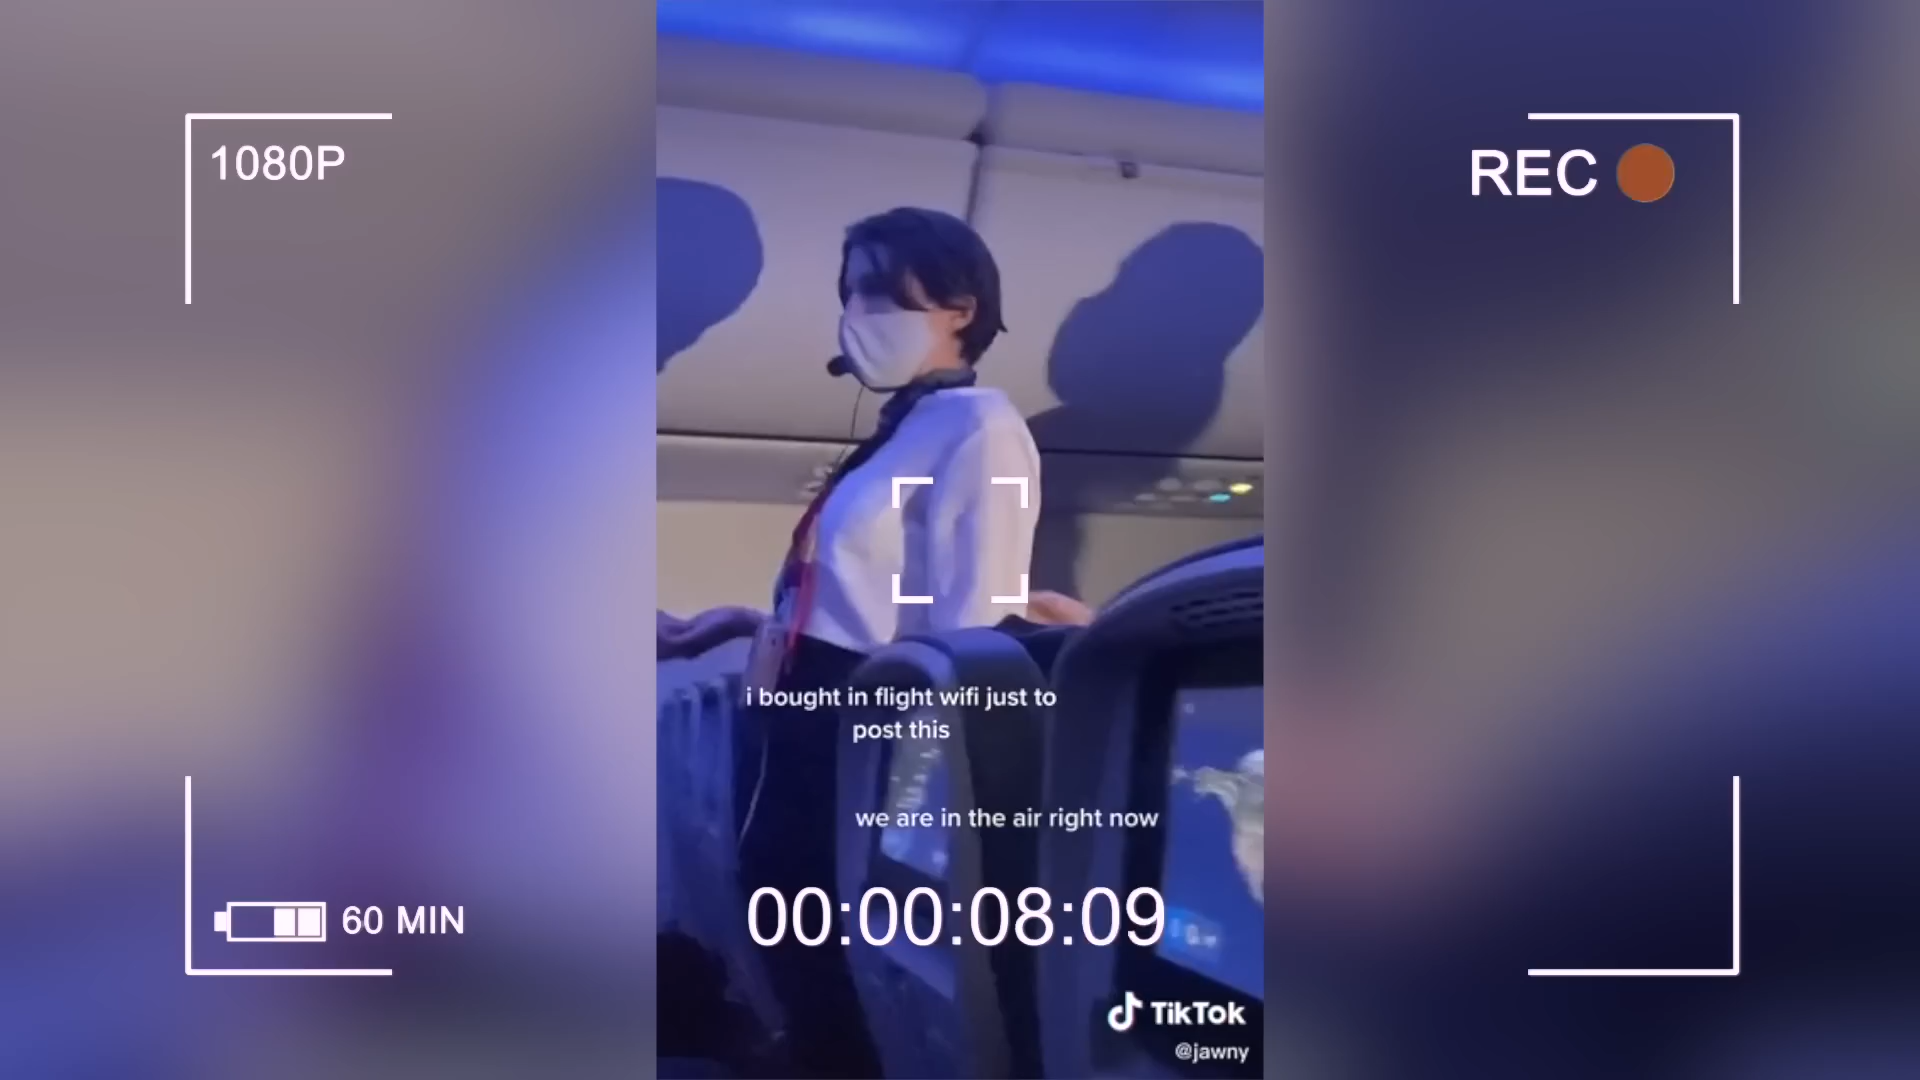 1080P
REC
i bought in flight wifi just to
post this
we are in the air right now
00:00:08:09
60 MIN
TikTok
@jawny